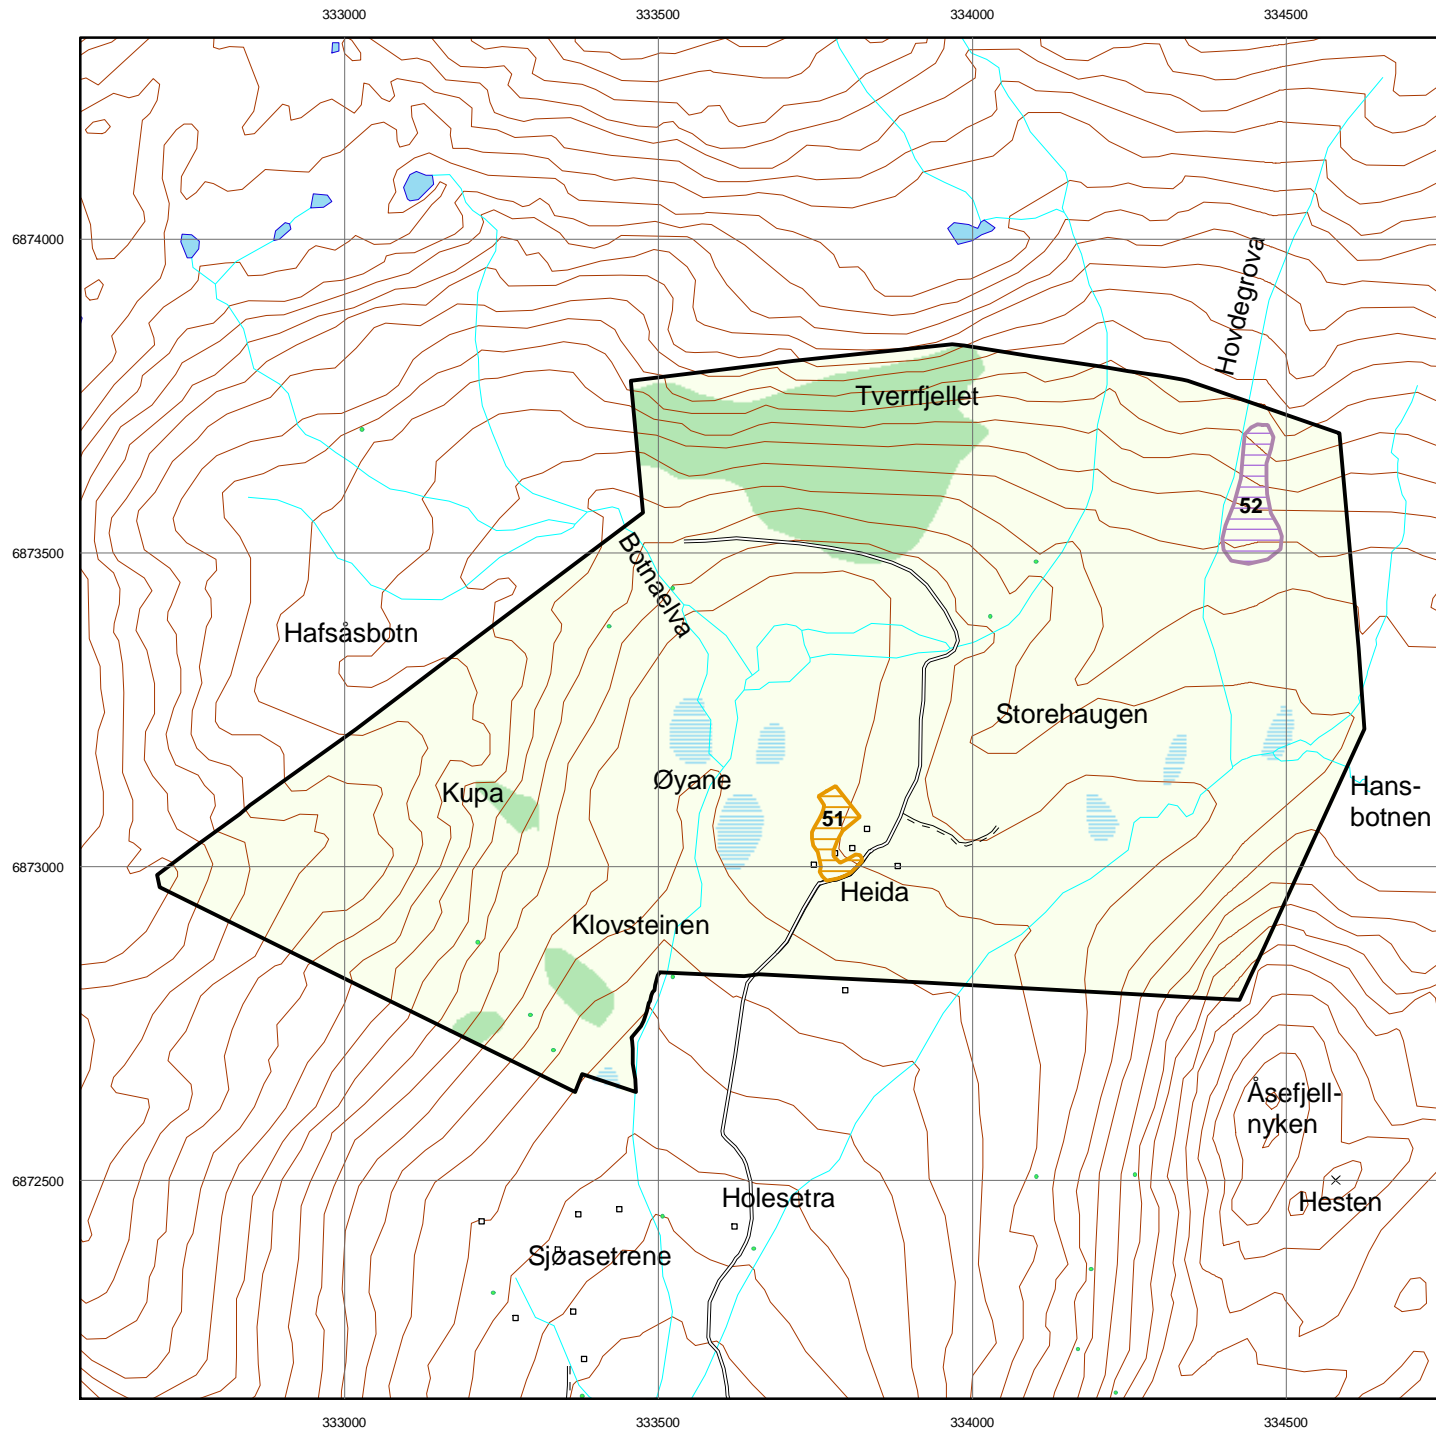 333000 333500 334000 334500
6874000
Hovdegrova
Tverrfjellet
52
6873500
Botnaelva
Hafsåsbotn
Storehaugen
Øyane
Kupa
Hans-
botnen
51
6873000
Heida
Klovsteinen
Åsefjell-
nyken
6872500
Holesetra
Hesten
Sjøasetrene
333000 333500 334000 334500